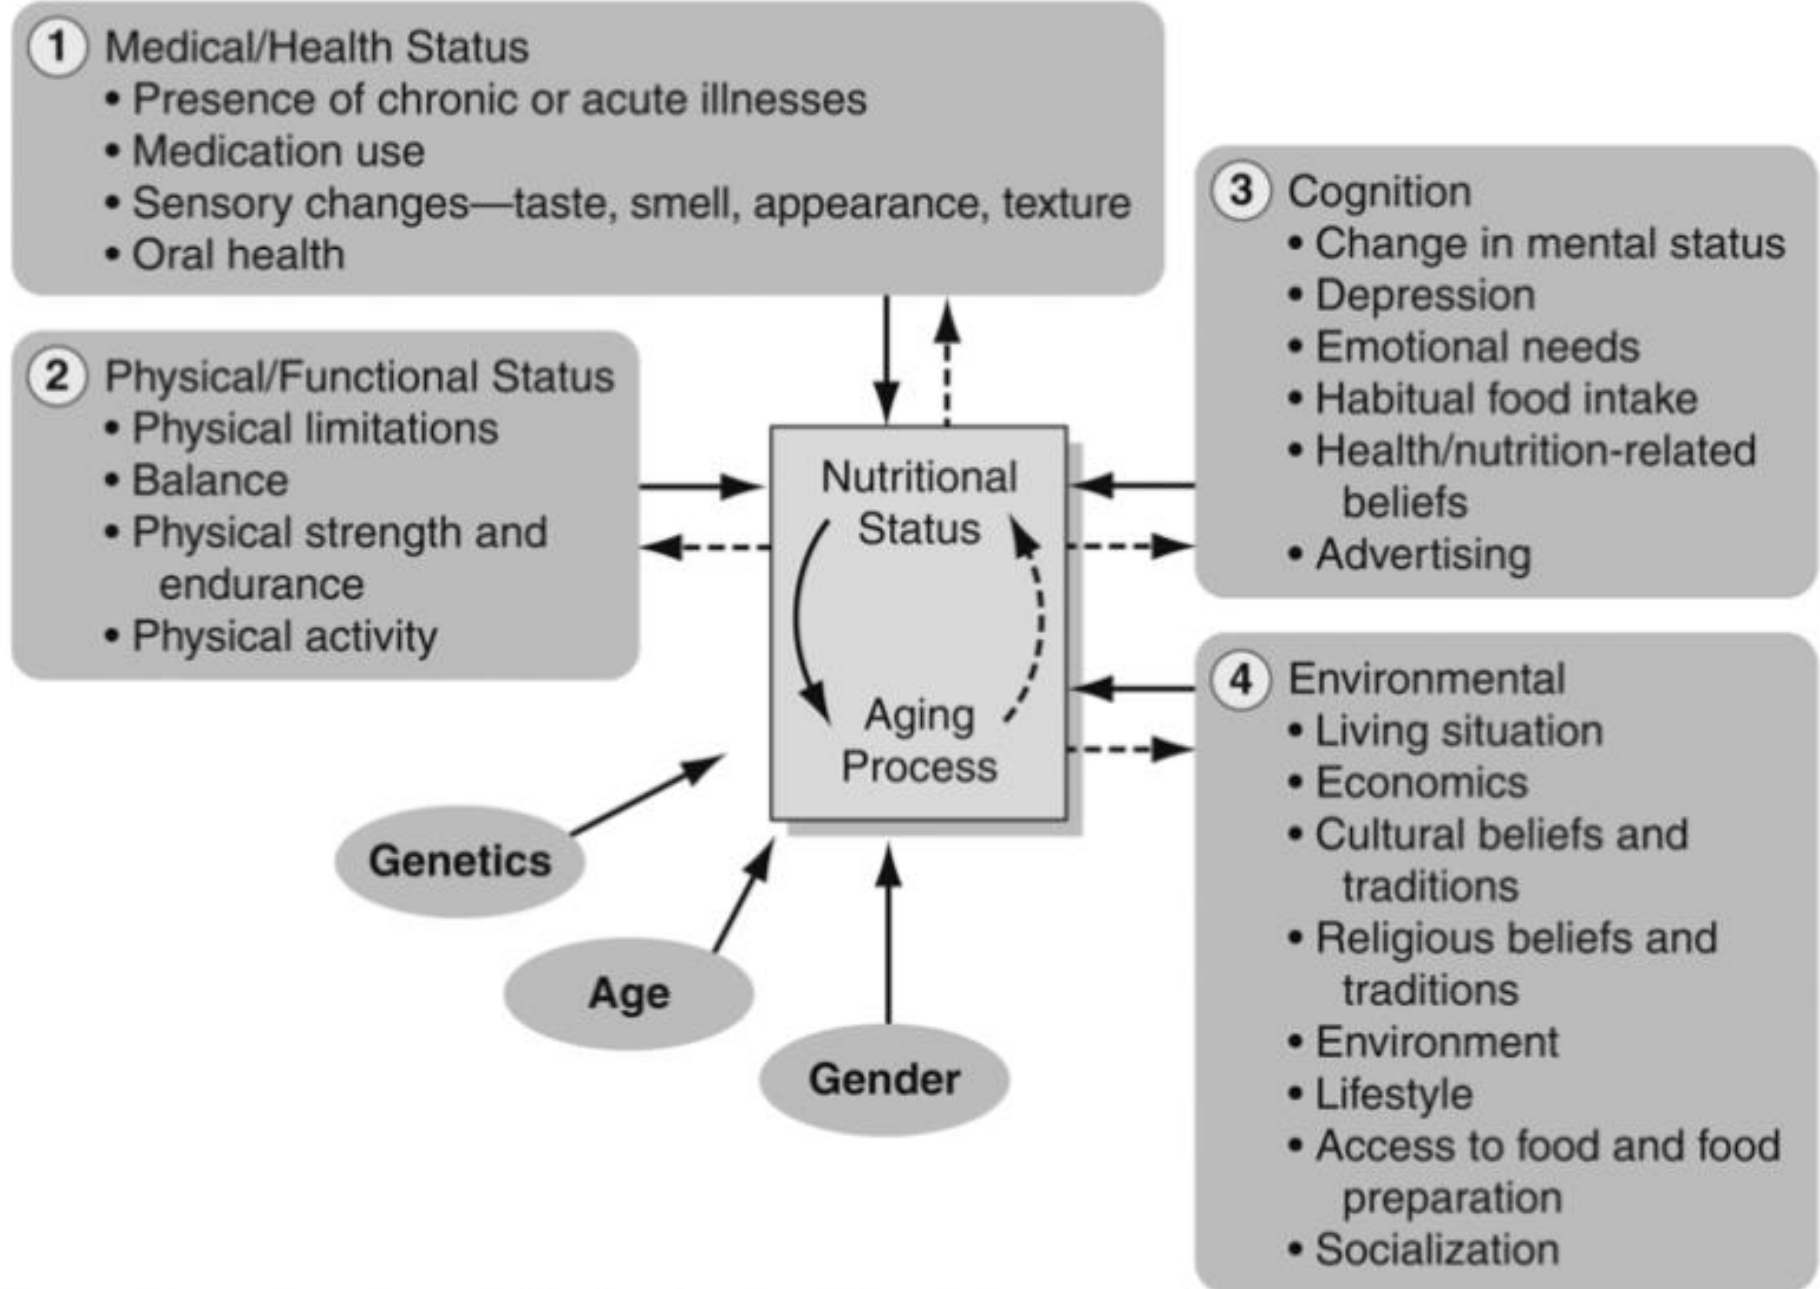 1 Medical/Health Status
• Presence of chronic or acute illnesses
• Medication use
• Sensory changes—taste, smell, appearance, texture
• Oral health
2 Physical/Functional Status
• Physical limitations
• Balance
• Physical strength and
endurance
• Physical activity
3 Cognition
• Change in mental status
• Depression
• Emotional needs
• Habitual food intake
• Health/nutrition-related
beliefs
• Advertising
Nutritional
Status
Aging
Process
4 Environmental
• Living situation
• Economics
• Cultural beliefs and
traditions
• Religious beliefs and
traditions
• Environment
• Lifestyle
• Access to food and food
preparation
• Socialization
Genetics
Age
Gender